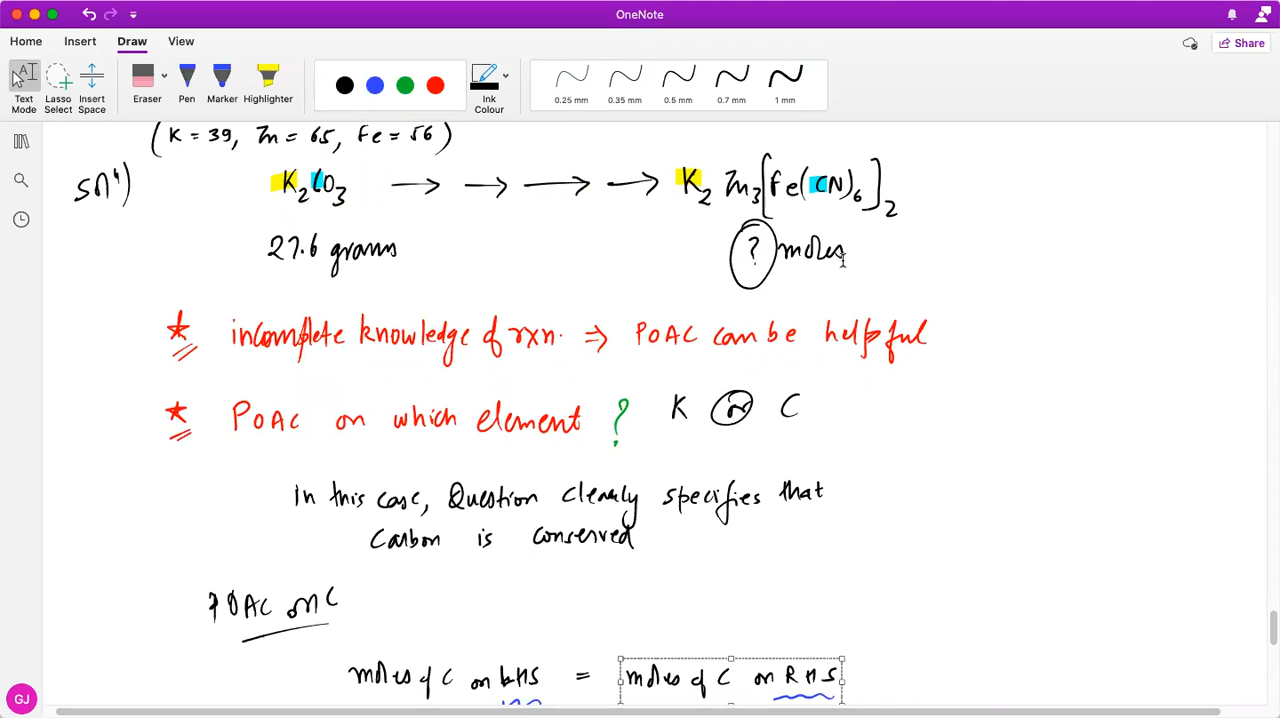 OneNote
Home Insert Draw View
Share
Text Mode
Lasso Select
Insert Space
Eraser
Pen
Marker
Highlighter
Ink Colour
0.25 mm
0.35 mm
0.5 mm
0.7 mm
1 mm
(K = 39, Zn = 65, Fe = 56)
Solⁿ) K₂CO₃ → → → → K₂ Zn₃[Fe(CN)₆]₂
27.6 grams ? moles
* incomplete knowledge of rxn. ⇒ POAC can be helpful
* POAC on which element ? K or C
In this case, Question clearly specifies that
Carbon is conserved
POAC on C
moles of C on LHS = moles of C on RHS
GJ